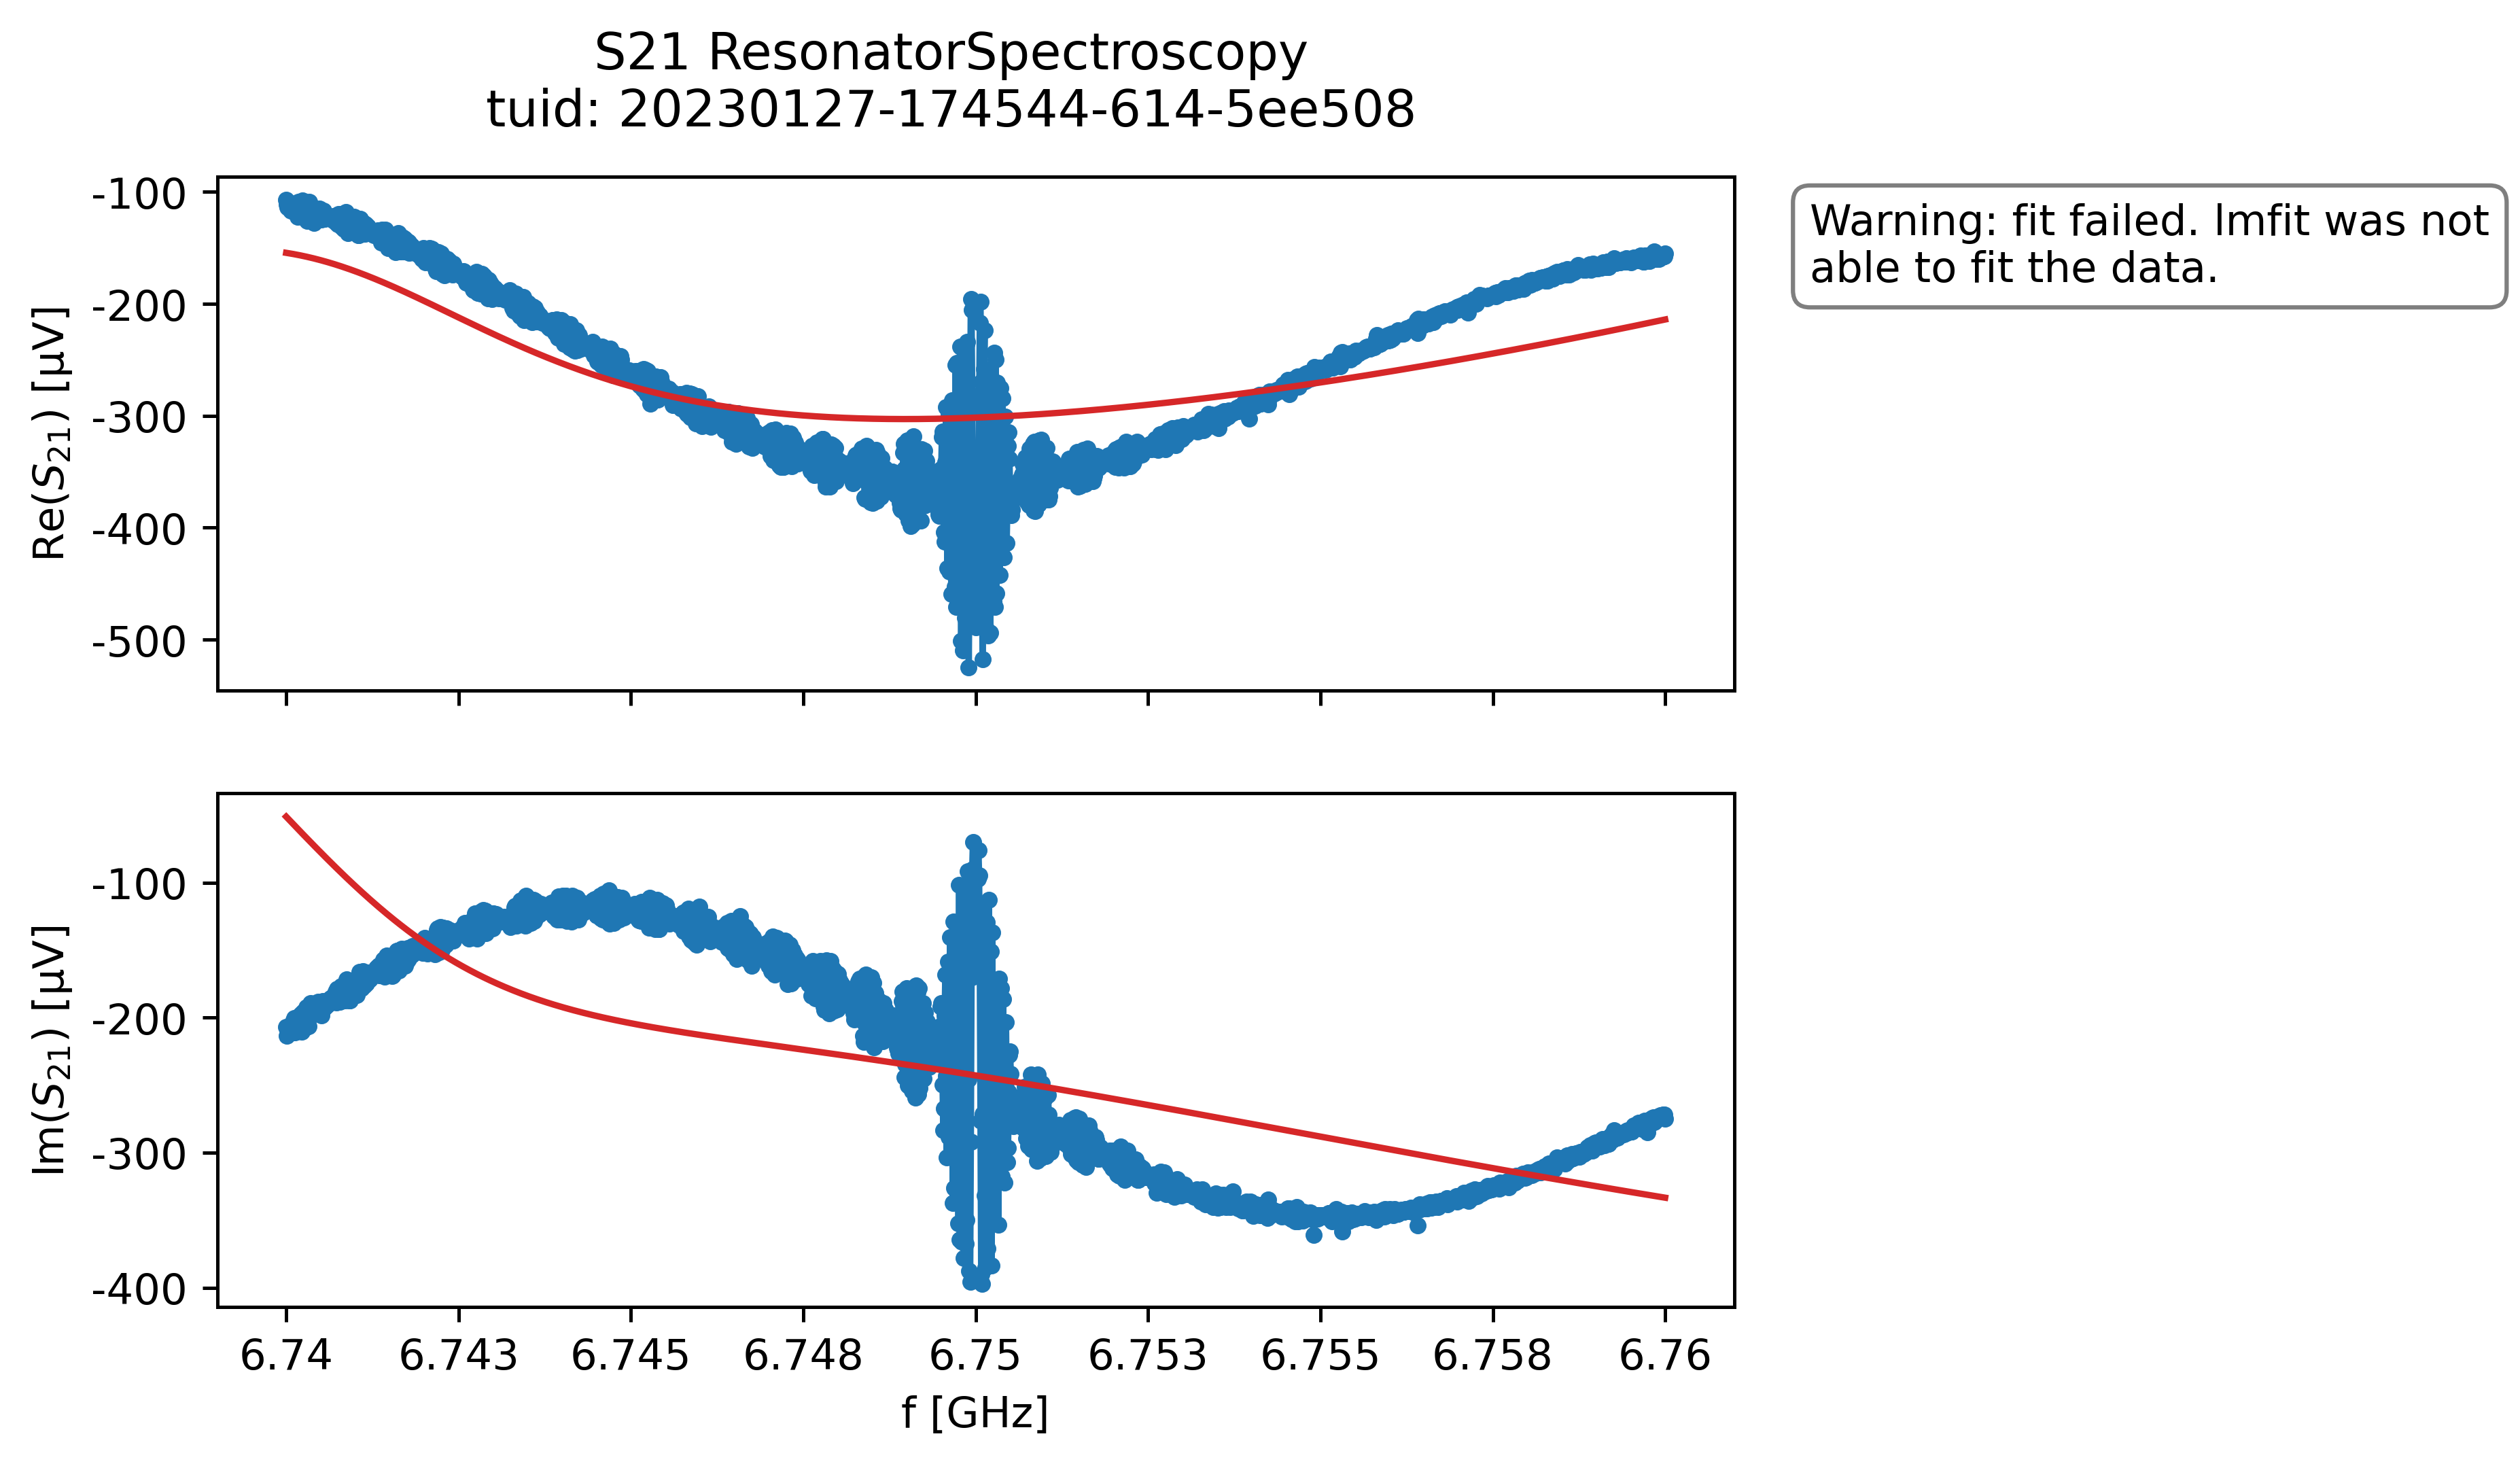 S21 ResonatorSpectroscopy
tuid: 20230127-174544-614-5ee508
-100
-200
-300
-400
-500
Re(S₂₁) [µV]
Warning: fit failed. lmfit was not
able to fit the data.
-100
-200
-300
-400
Im(S₂₁) [µV]
6.74 6.743 6.745 6.748 6.75 6.753 6.755 6.758 6.76
f [GHz]